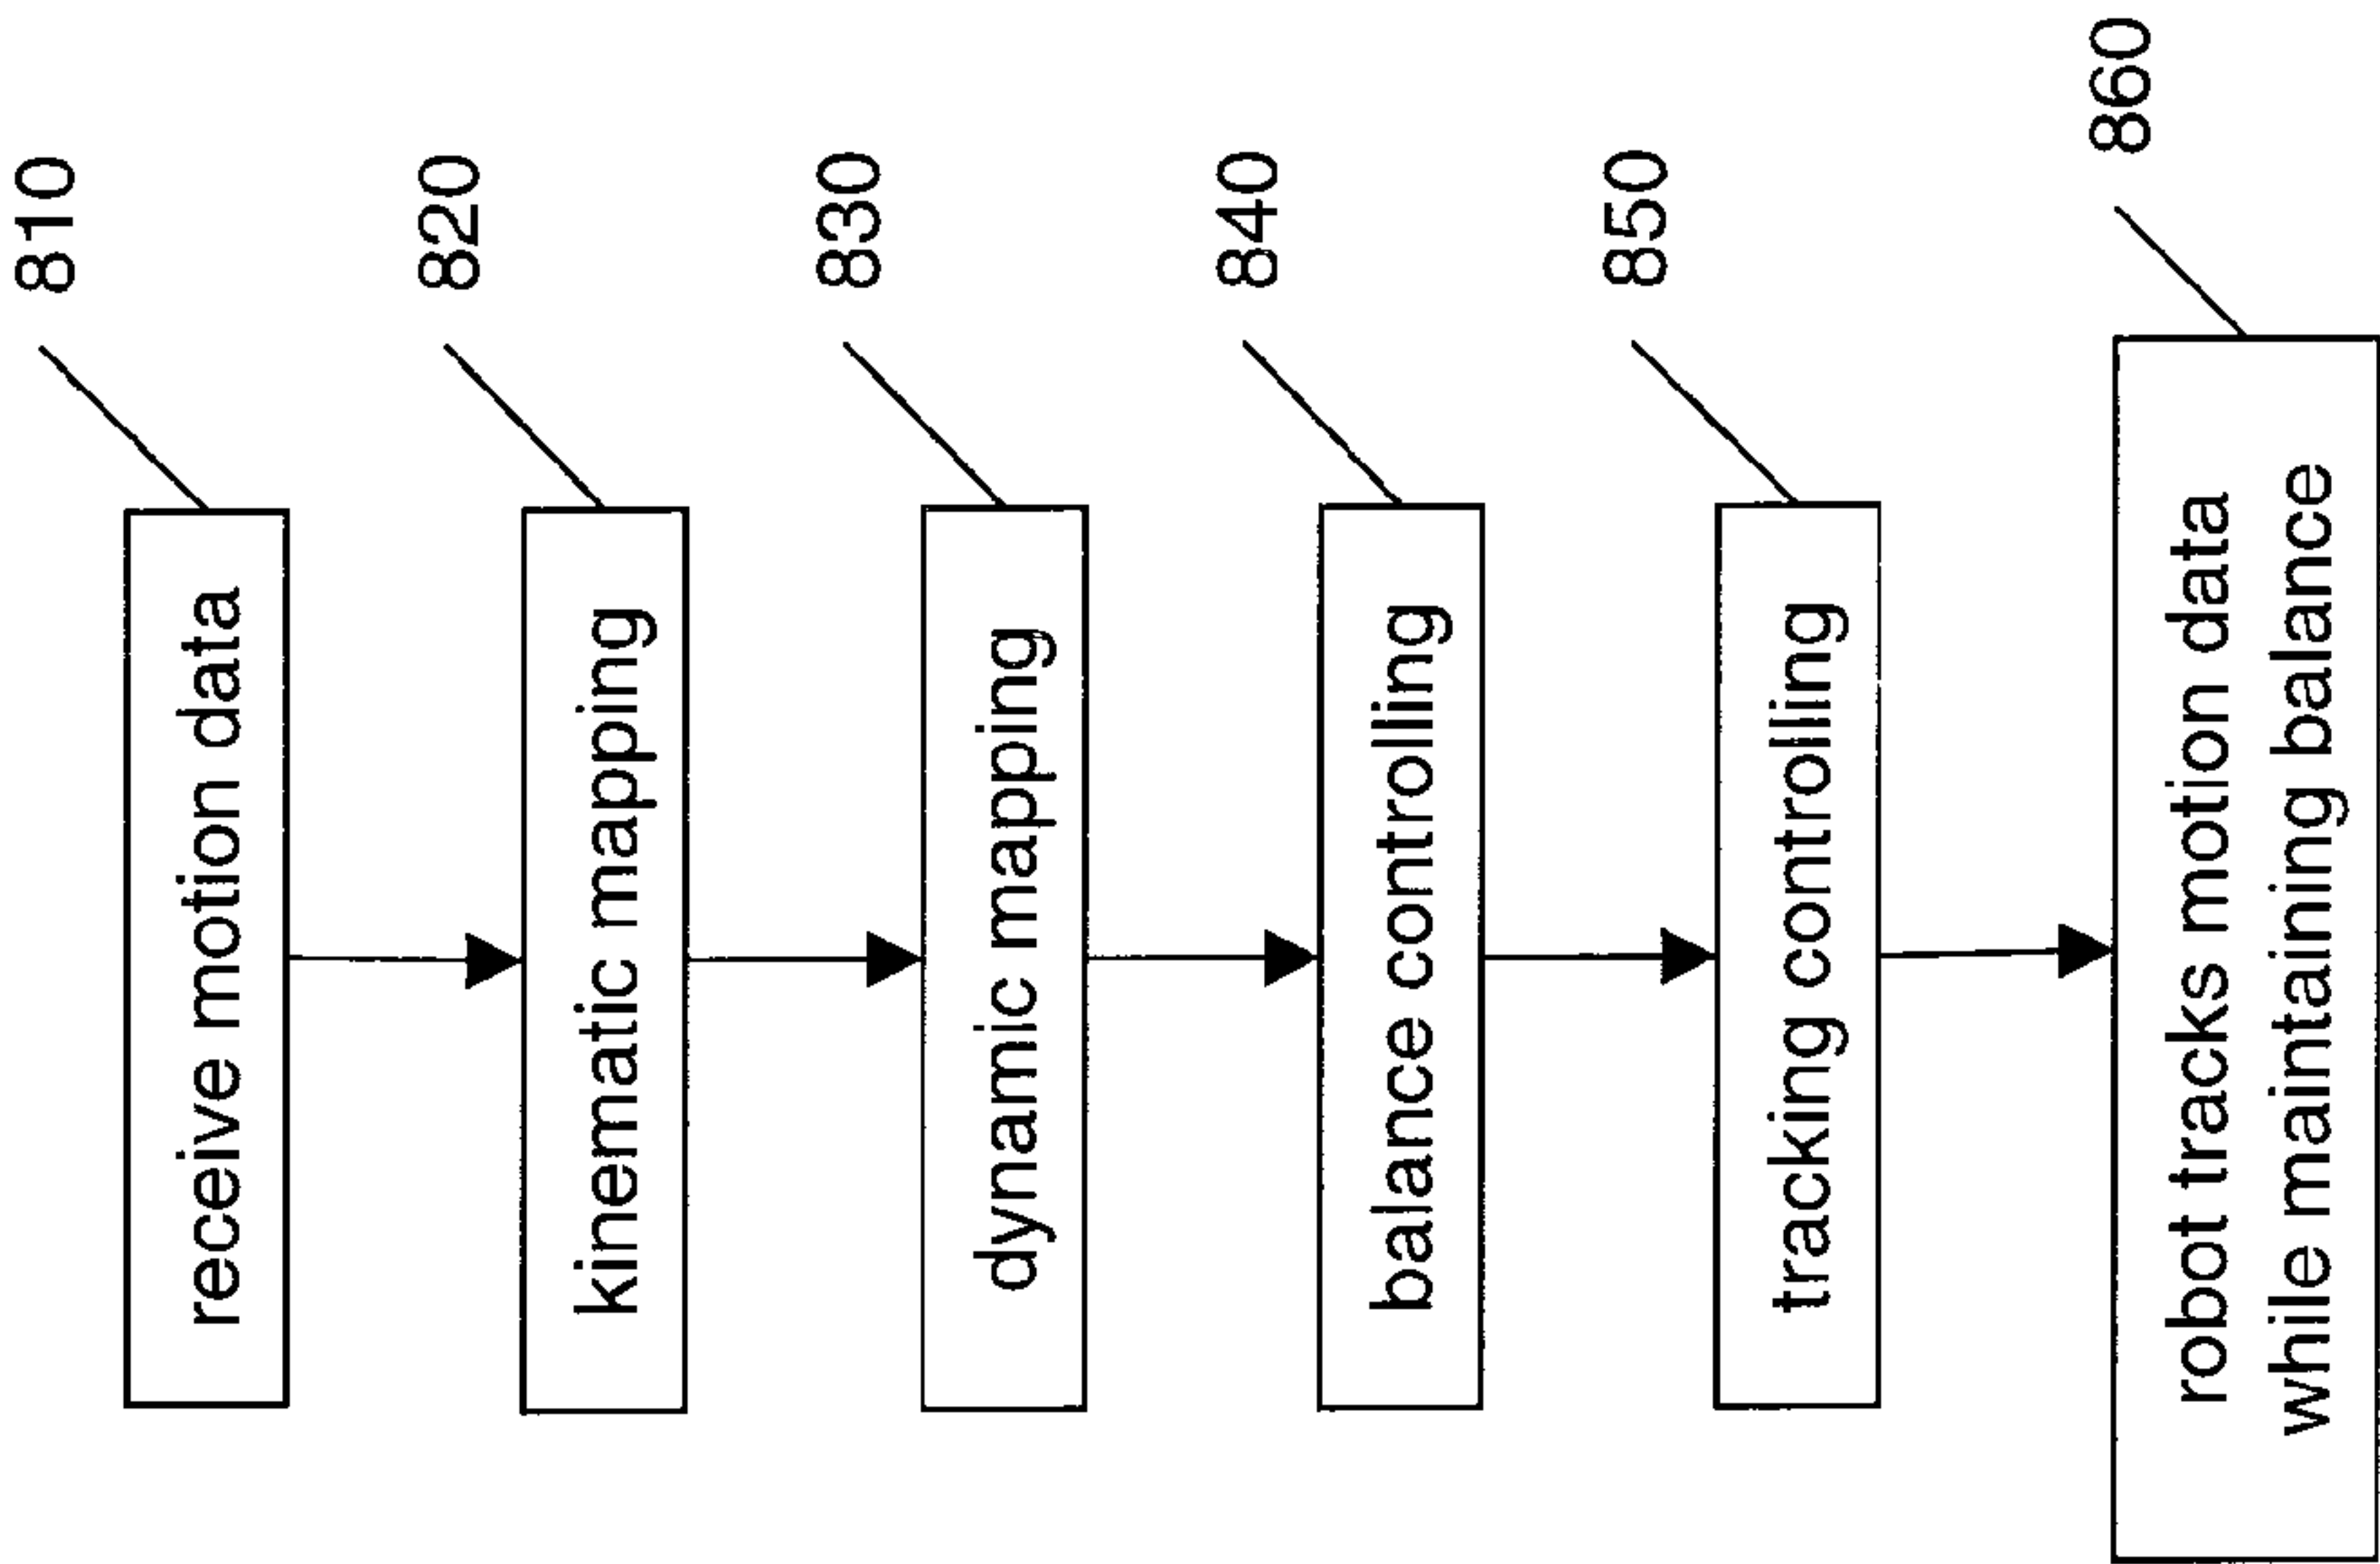 receive motion data
810
kinematic mapping
820
dynamic mapping
830
balance controlling
840
tracking controlling
850
robot tracks motion data
while maintaining balance
860